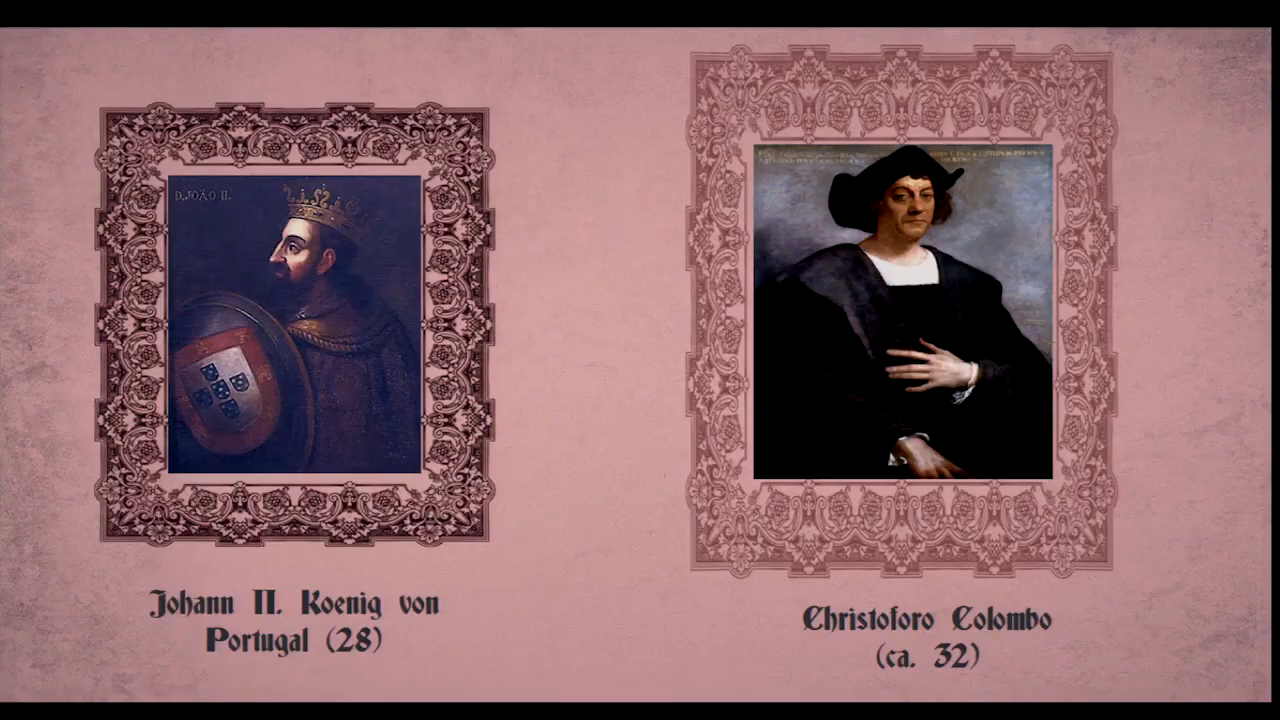 D.JOÃO II.
Johann II. Koenig von
Portugal (28)
Christoforo Colombo
(ca. 32)